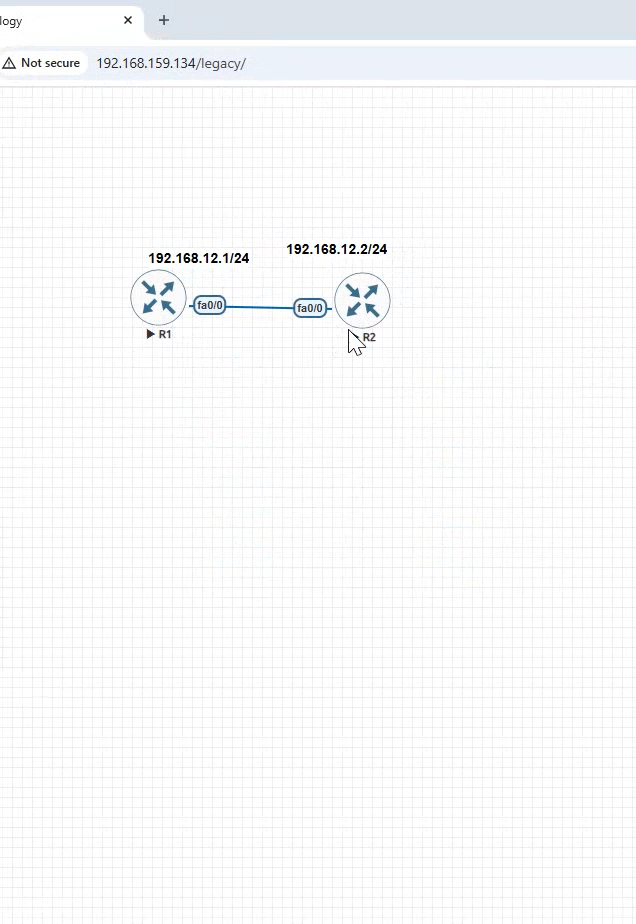 logy
Not secure
192.168.159.134/legacy/
192.168.12.1/24
192.168.12.2/24
fa0/0
fa0/0
R1
R2